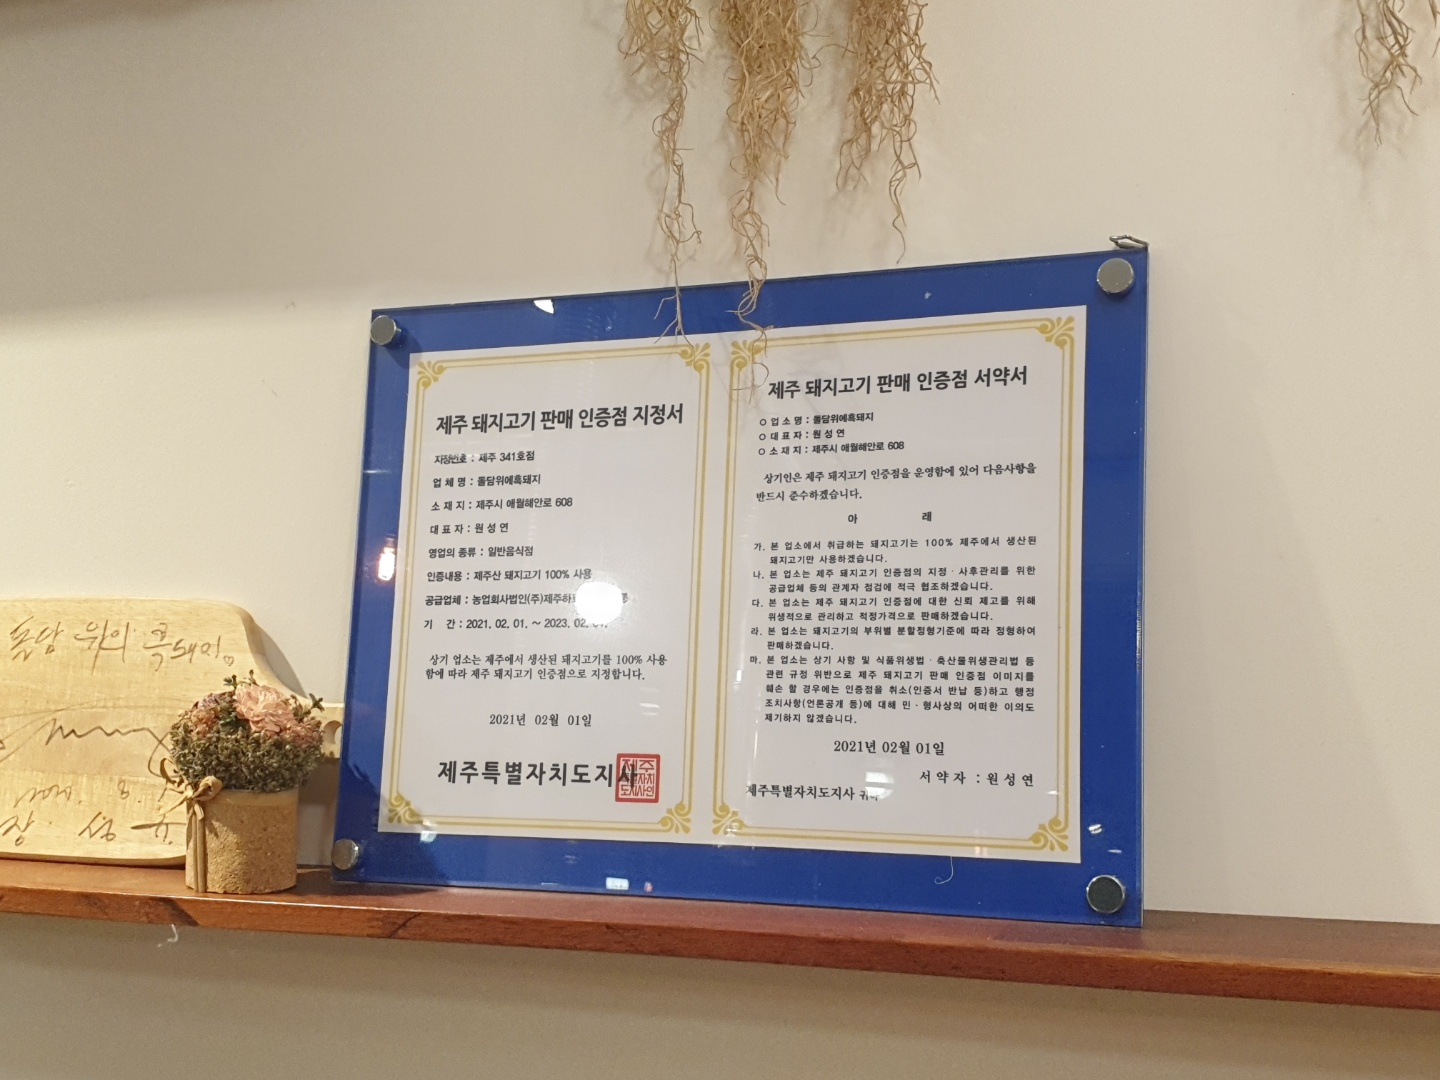 제주 돼지고기 판매 인증점 지정서
지정번호 : 제주 341호점
업 체 명 : 돌담위에흑돼지
소 재 지 : 제주시 애월해안로 608
대 표 자 : 원 성 연
영업의 종류 : 일반음식점
인증내용 : 제주산 돼지고기 100% 사용
공급업체 : 농업회사법인(주)제주하
기 간 : 2021. 02. 01. ~ 2023. 02.
상기 업소는 제주에서 생산된 돼지고기를 100% 사용
함에 따라 제주 돼지고기 인증점으로 지정합니다.
2021년 02월 01일
제주특별자치도지사
제주 돼지고기 판매 인증점 서약서
○ 업 소 명 : 돌담위에흑돼지
○ 대 표 자 : 원 성 연
○ 소 재 지 : 제주시 애월해안로 608
상기인은 제주 돼지고기 인증점을 운영함에 있어 다음사항을
반드시 준수하겠습니다.
아 래
가. 본 업소에서 취급하는 돼지고기는 100% 제주에서 생산된
돼지고기만 사용하겠습니다.
나. 본 업소는 제주 돼지고기 인증점의 지정ㆍ사후관리를 위한
공급업체 등의 관계자 점검에 적극 협조하겠습니다.
다. 본 업소는 제주 돼지고기 인증점에 대한 신뢰 제고를 위해
위생적으로 관리하고 적정가격으로 판매하겠습니다.
라. 본 업소는 돼지고기의 부위별 분할정형기준에 따라 정형하여
판매하겠습니다.
마. 본 업소는 상기 사항 및 식품위생법ㆍ축산물위생관리법 등
관련 규정 위반으로 제주 돼지고기 판매 인증점 이미지를
훼손 할 경우에는 인증점을 취소(인증서 반납 등)하고 행정
조치사항(언론공개 등)에 대해 민ㆍ형사상의 어떠한 이의도
제기하지 않겠습니다.
2021년 02월 01일
서 약 자 : 원 성 연
제주특별자치도지사 귀하
돌담 위의 흑돼지